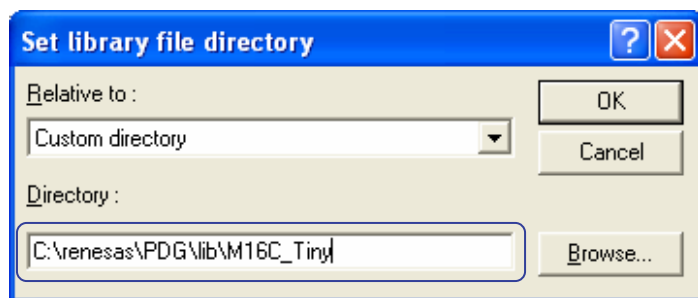 Set library file directory
Relative to :
OK
Custom directory
Cancel
Directory :
C:\renesas\PDG\lib\M16C_Tiny
Browse...